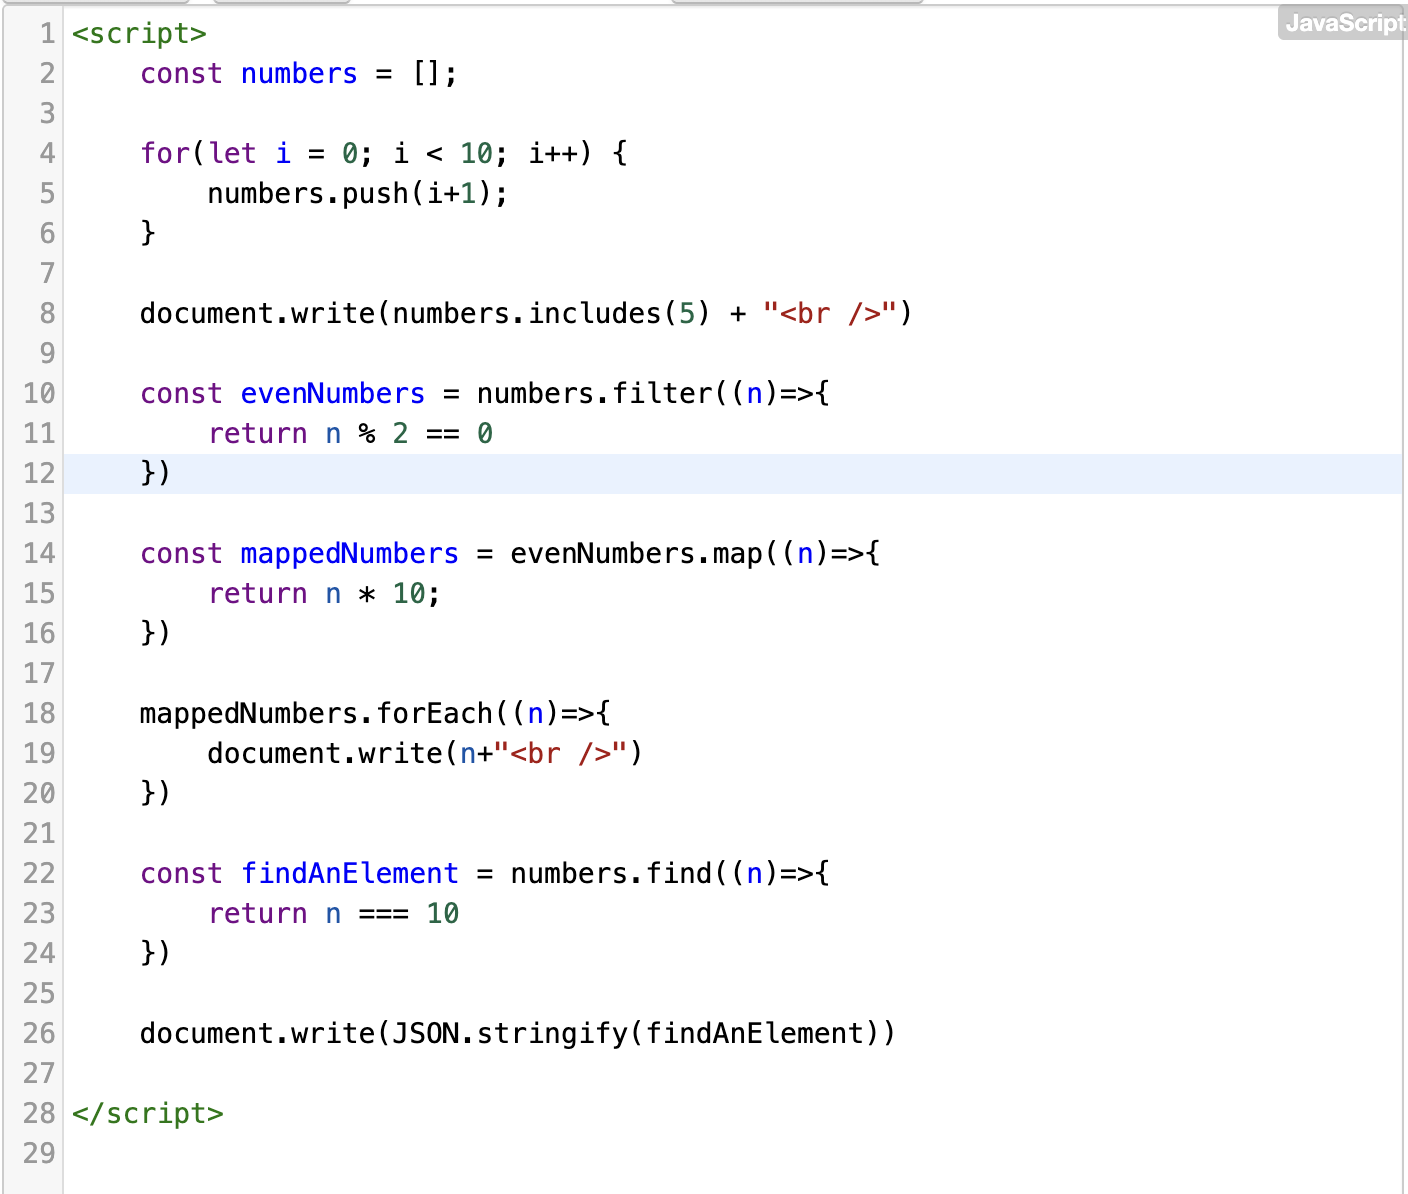 JavaScript
1 <script>
2     const numbers = [];
3
4     for(let i = 0; i < 10; i++) {
5         numbers.push(i+1);
6     }
7
8     document.write(numbers.includes(5) + "<br />")
9
10     const evenNumbers = numbers.filter((n)=>{
11         return n % 2 == 0
12     })
13
14     const mappedNumbers = evenNumbers.map((n)=>{
15         return n * 10;
16     })
17
18     mappedNumbers.forEach((n)=>{
19         document.write(n+"<br />")
20     })
21
22     const findAnElement = numbers.find((n)=>{
23         return n === 10
24     })
25
26     document.write(JSON.stringify(findAnElement))
27
28 </script>
29